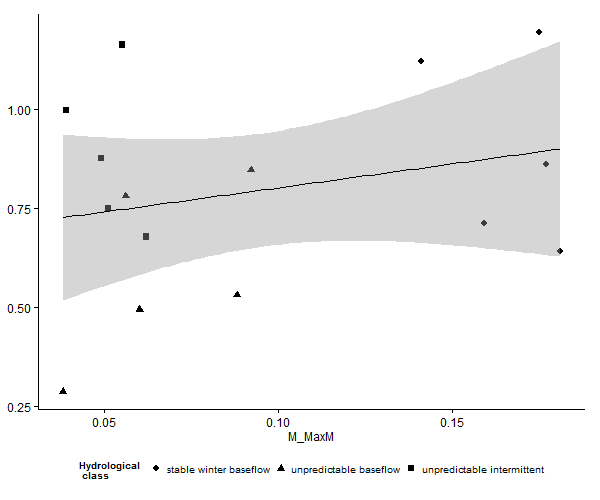 1.00
0.75
0.50
0.25
0.05 0.10 0.15
M_MaxM
Hydrological
class
stable winter baseflow unpredictable baseflow unpredictable intermittent